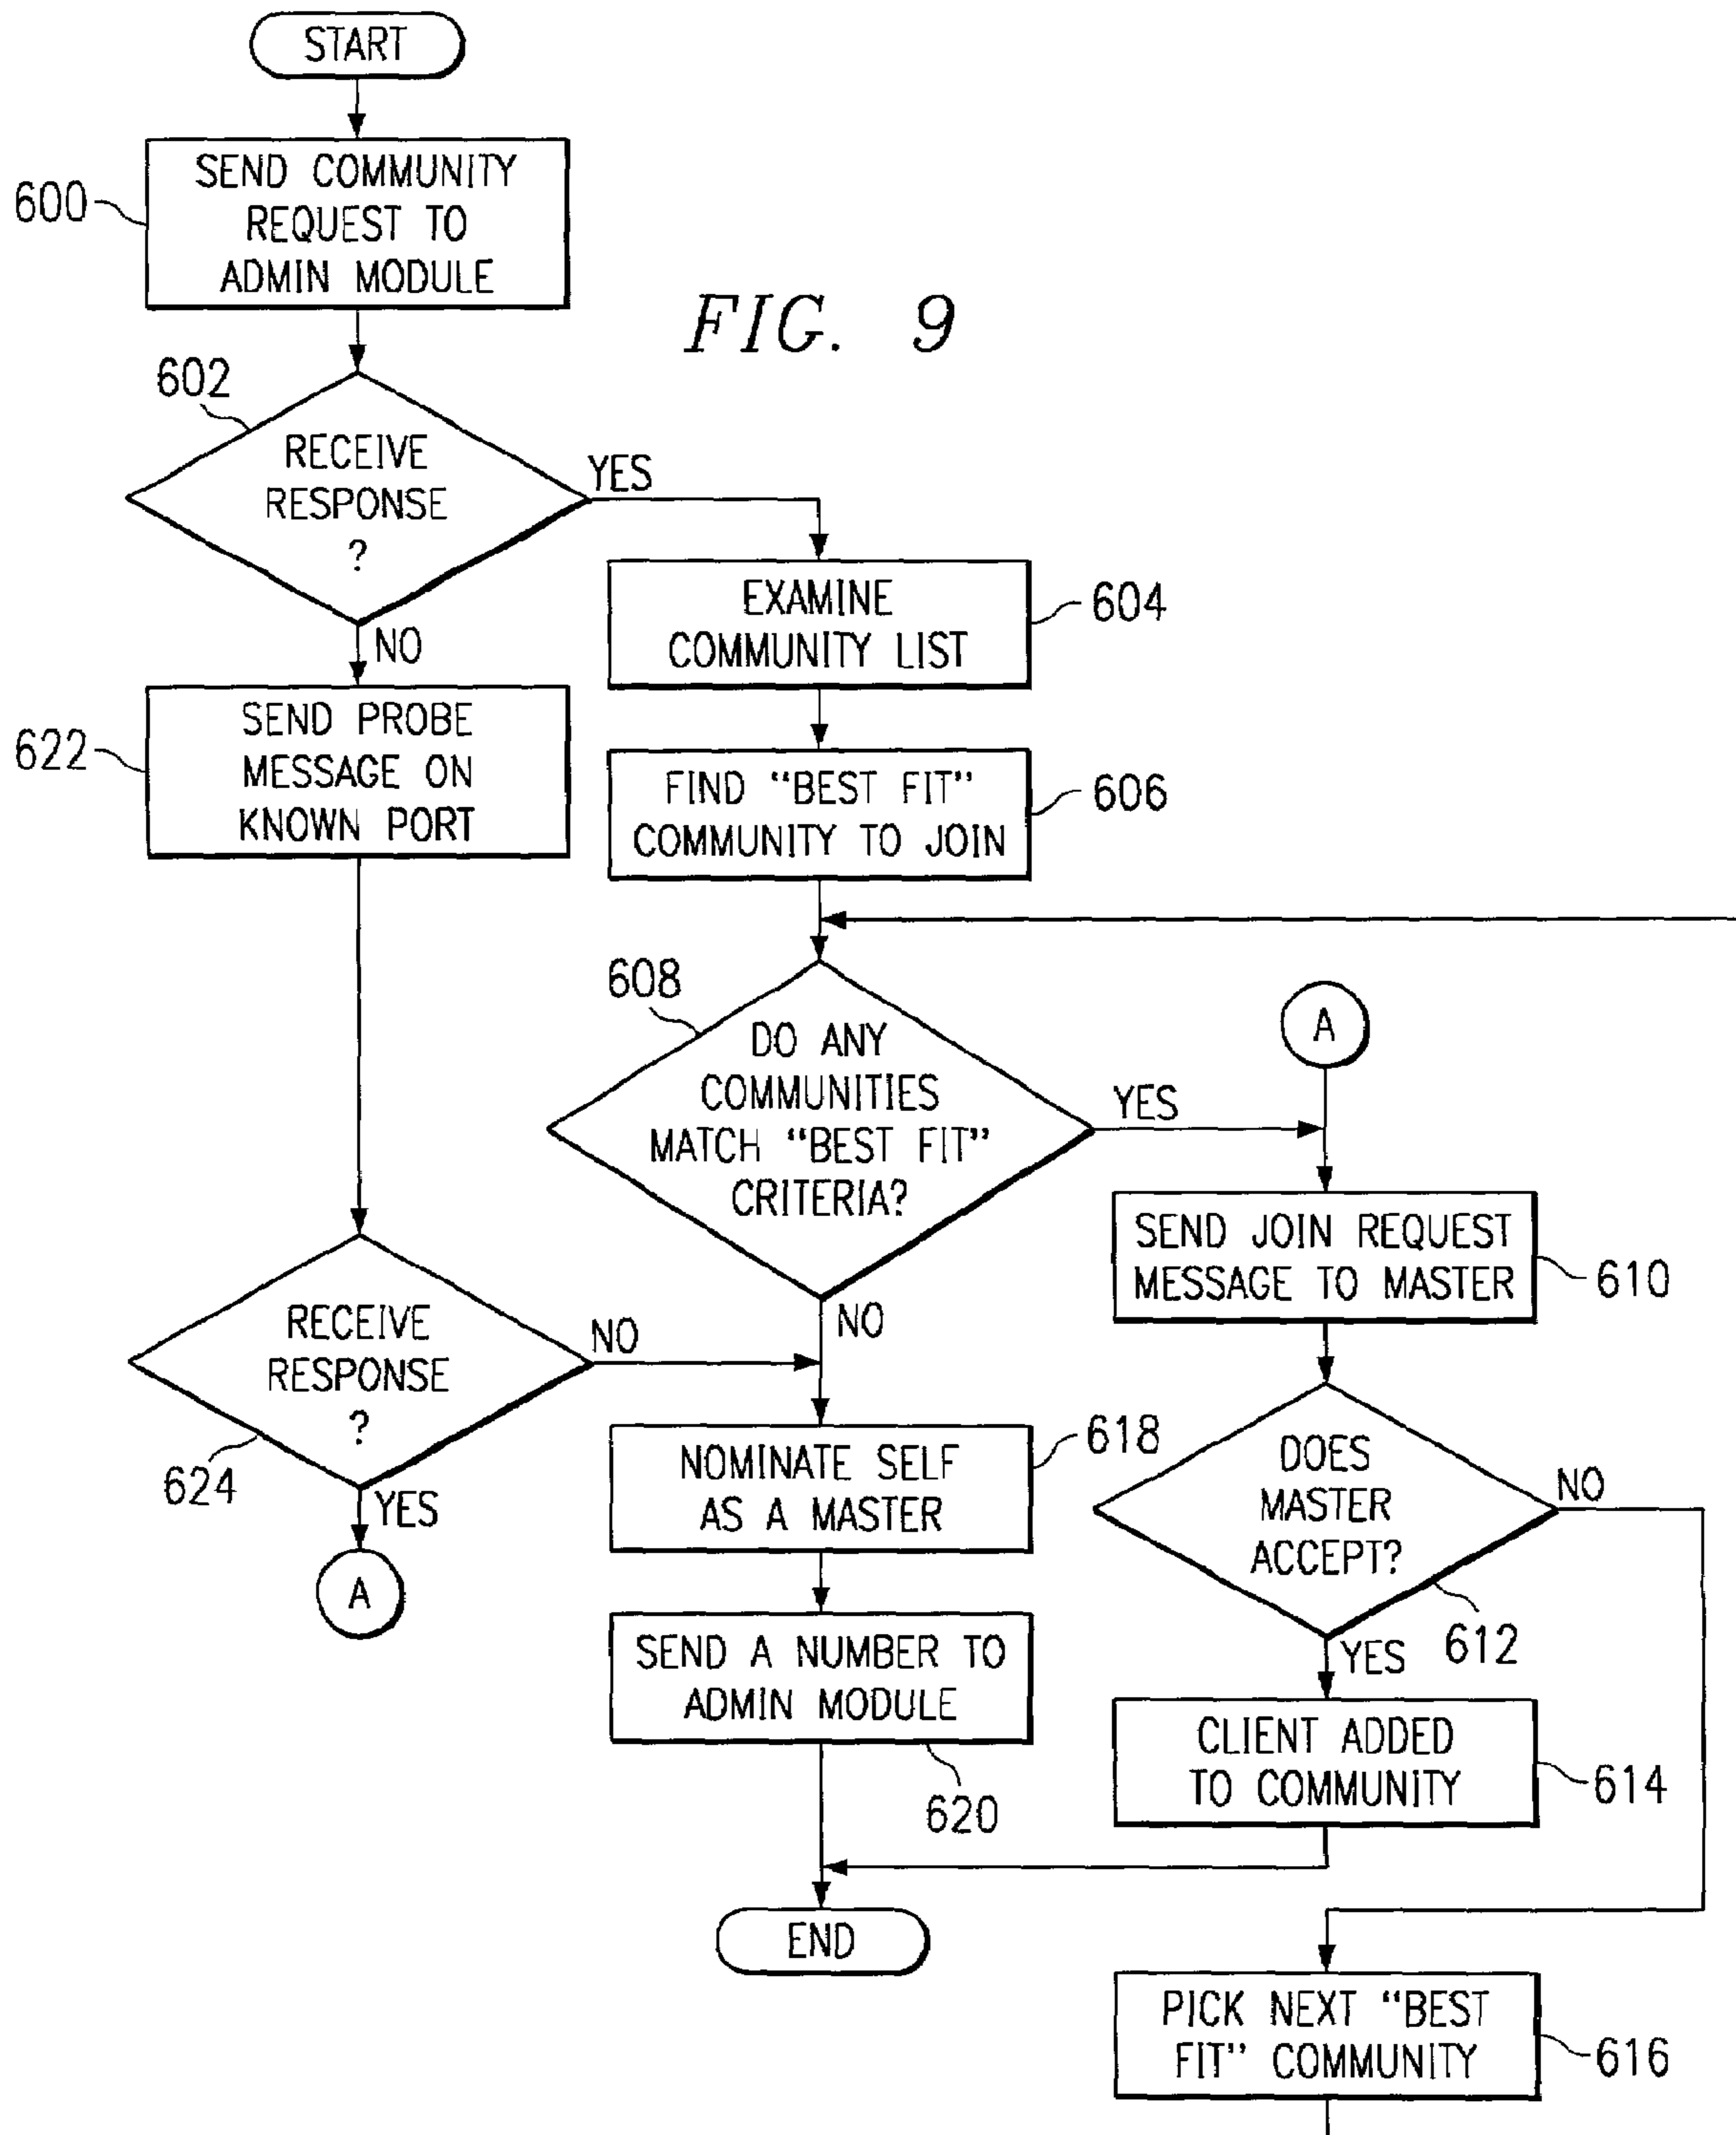 START
600
SEND COMMUNITY
REQUEST TO
ADMIN MODULE
FIG. 9
602
RECEIVE
RESPONSE
?
YES
NO
EXAMINE
COMMUNITY LIST
604
622
SEND PROBE
MESSAGE ON
KNOWN PORT
FIND “BEST FIT”
COMMUNITY TO JOIN
606
608
DO ANY
COMMUNITIES
MATCH “BEST FIT”
CRITERIA?
YES
NO
A
SEND JOIN REQUEST
MESSAGE TO MASTER
610
RECEIVE
RESPONSE
?
NO
624
YES
A
NOMINATE SELF
AS A MASTER
618
DOES
MASTER
ACCEPT?
NO
612
YES
SEND A NUMBER TO
ADMIN MODULE
620
CLIENT ADDED
TO COMMUNITY
614
END
PICK NEXT “BEST
FIT” COMMUNITY
616